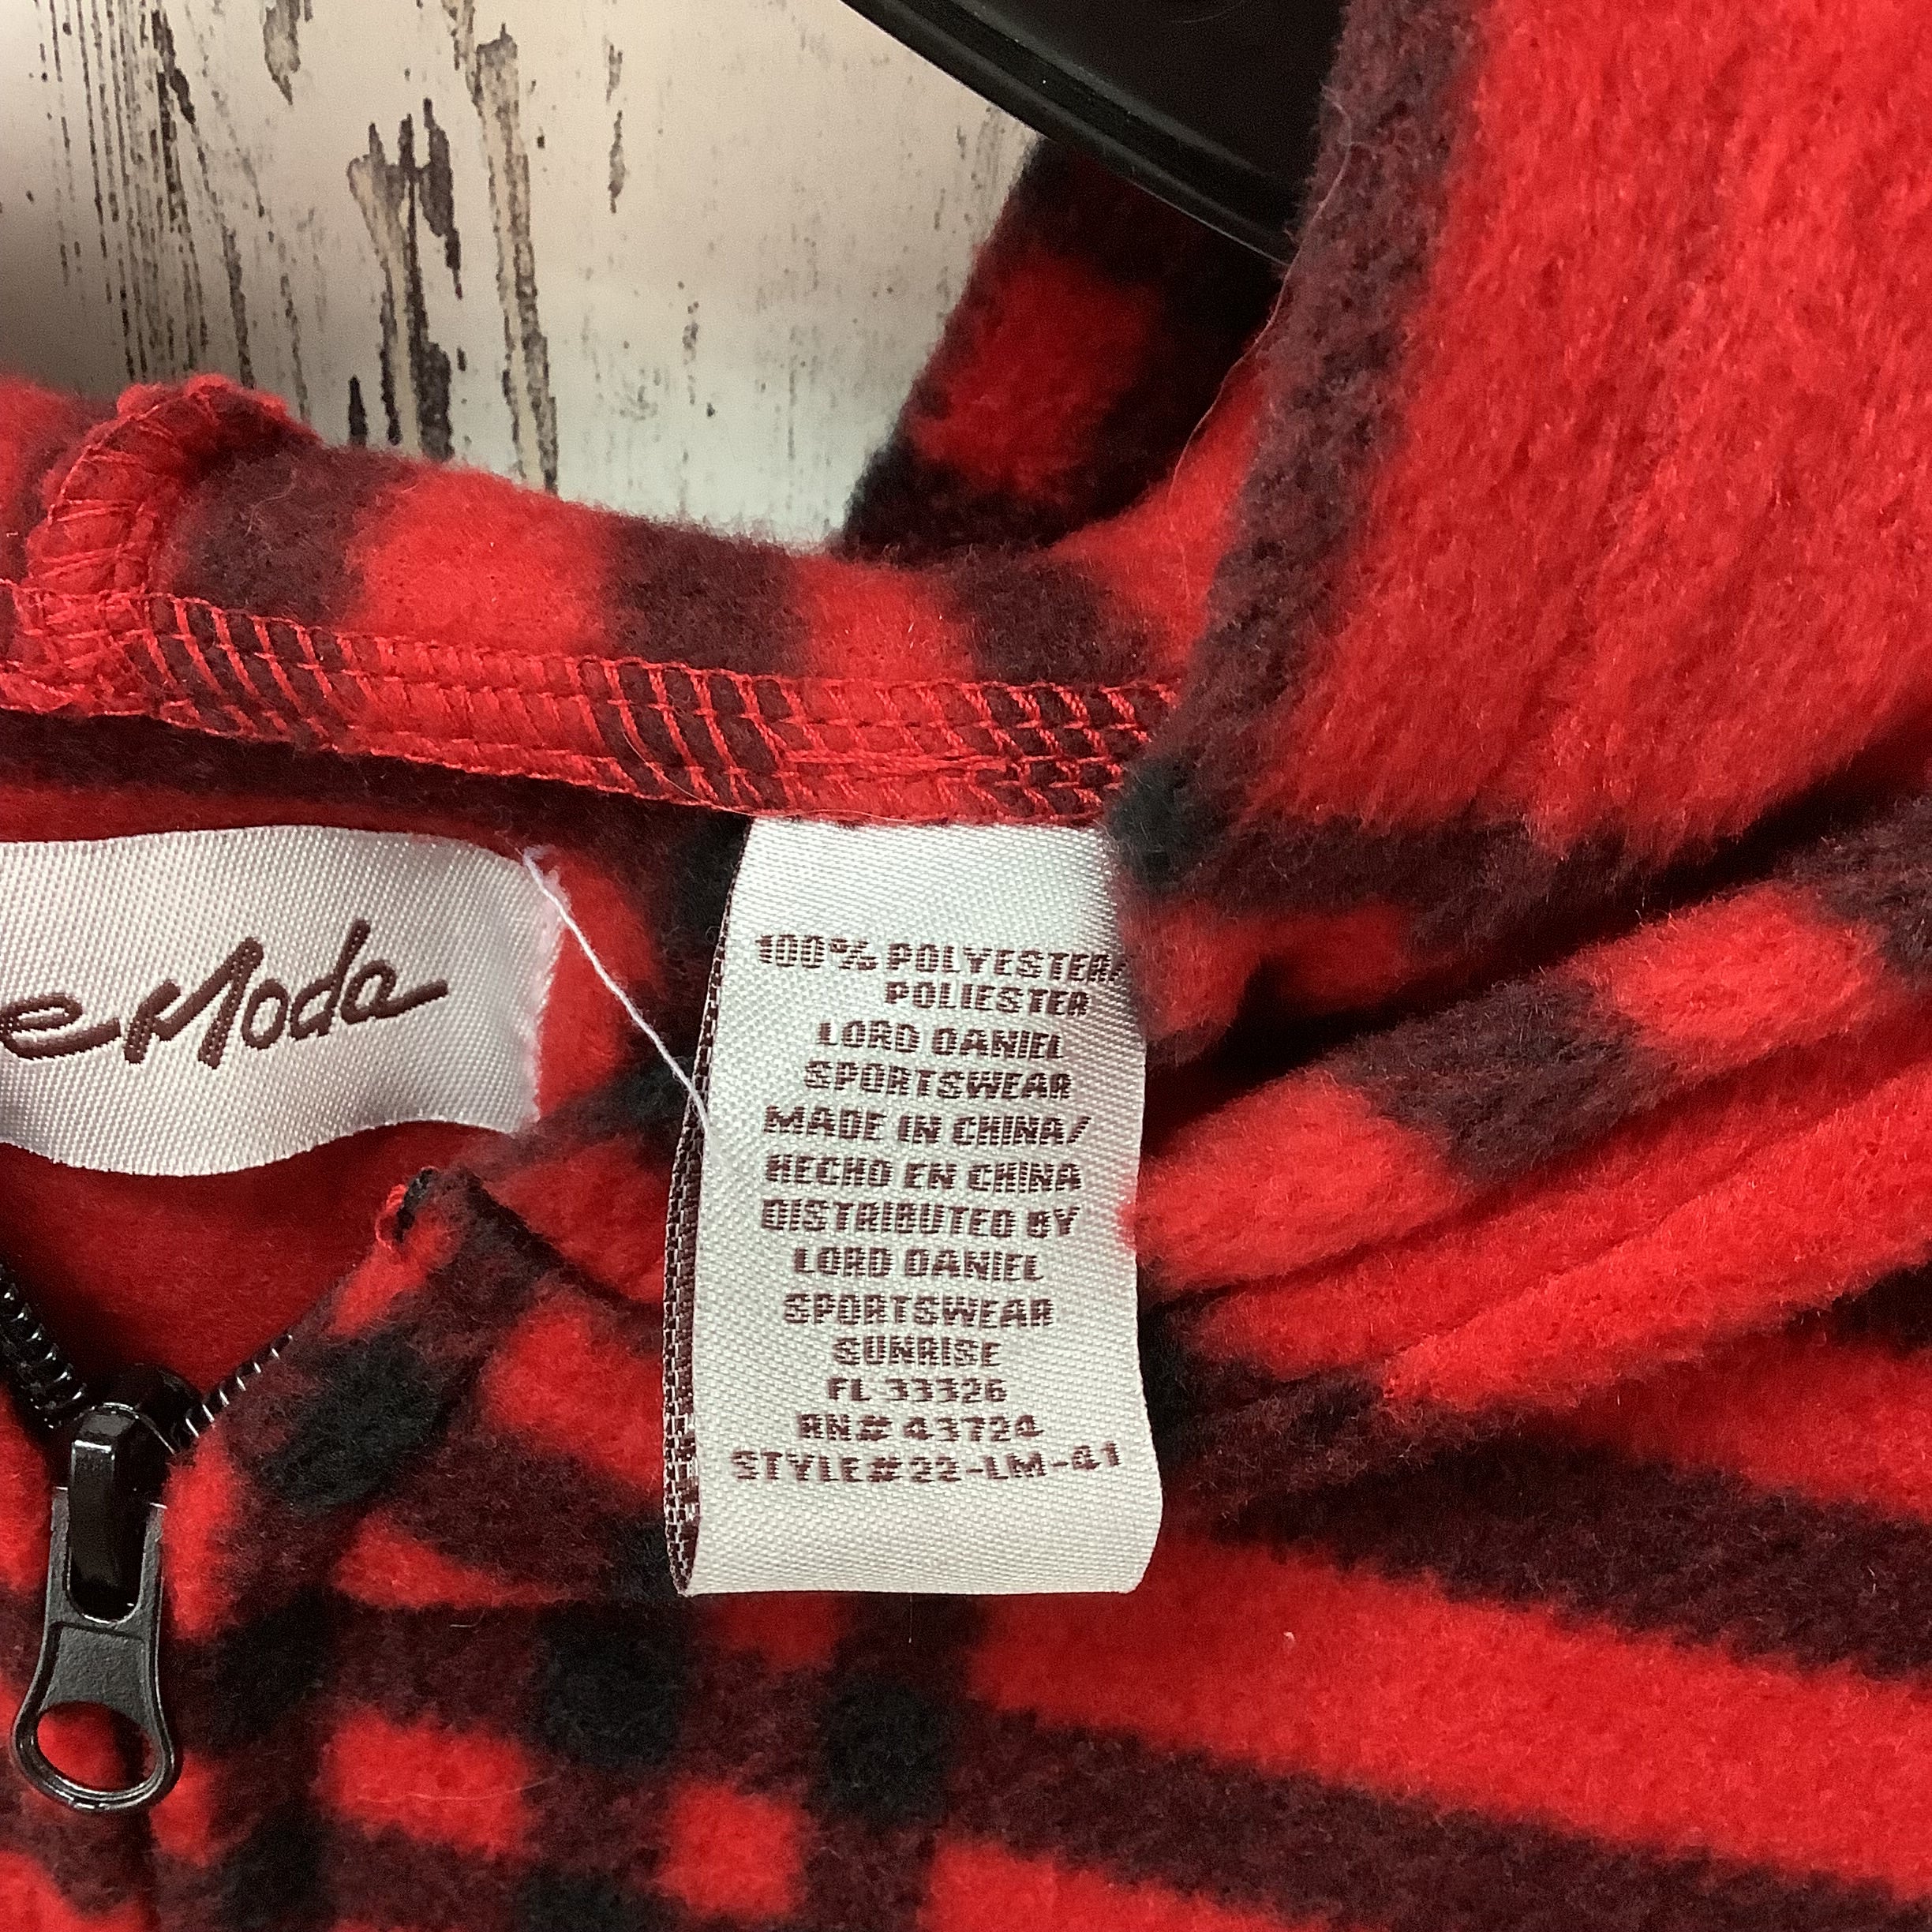 e Moda
100% POLYESTER/
POLIESTER
LORD DANIEL
SPORTSWEAR
MADE IN CHINA/
HECHO EN CHINA
DISTRIBUTED BY
LORD DANIEL
SPORTSWEAR
SUNRISE
FL 33326
RN# 43724
STYLE#22-LM-41